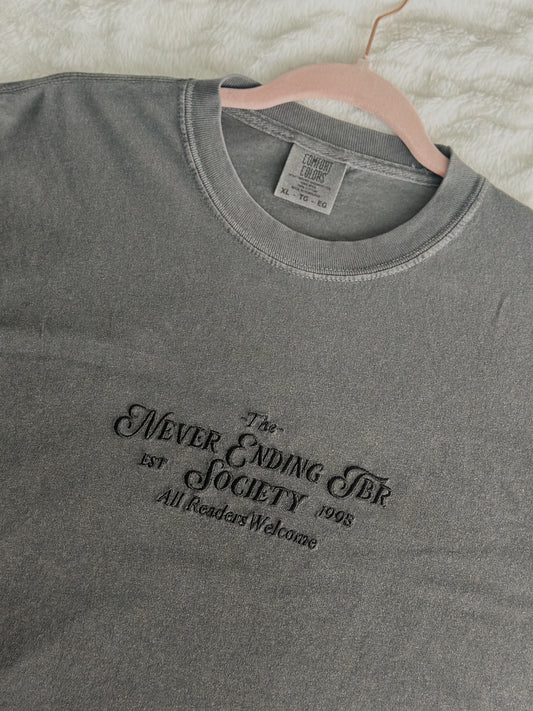 COMFORT
COLORS
XL - TG - EG
-The-
NEVER ENDING TBR
EST SOCIETY 1998
All Readers Welcome